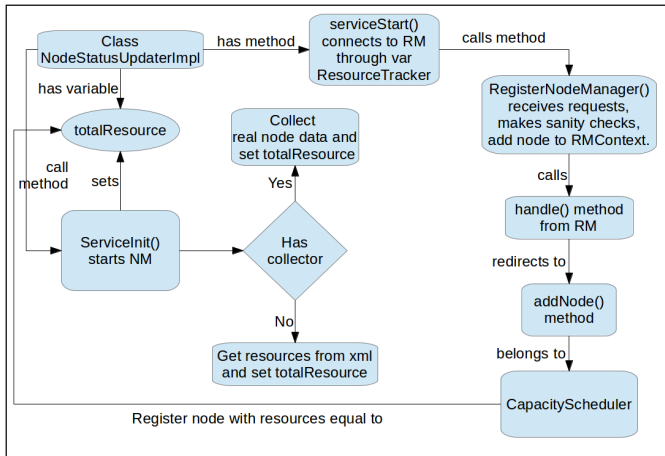 Class
NodeStatusUpdaterImpl
has method
serviceStart()
connects to RM
through var
ResourceTracker
calls method
RegisterNodeManager()
receives requests,
makes sanity checks,
add node to RMContext.
has variable
totalResource
call
method
sets
Collect
real node data and
set totalResource
Yes
ServiceInit()
starts NM
Has
collector
No
Get resources from xml
and set totalResource
calls
handle() method
from RM
redirects to
addNode()
method
belongs to
CapacityScheduler
Register node with resources equal to